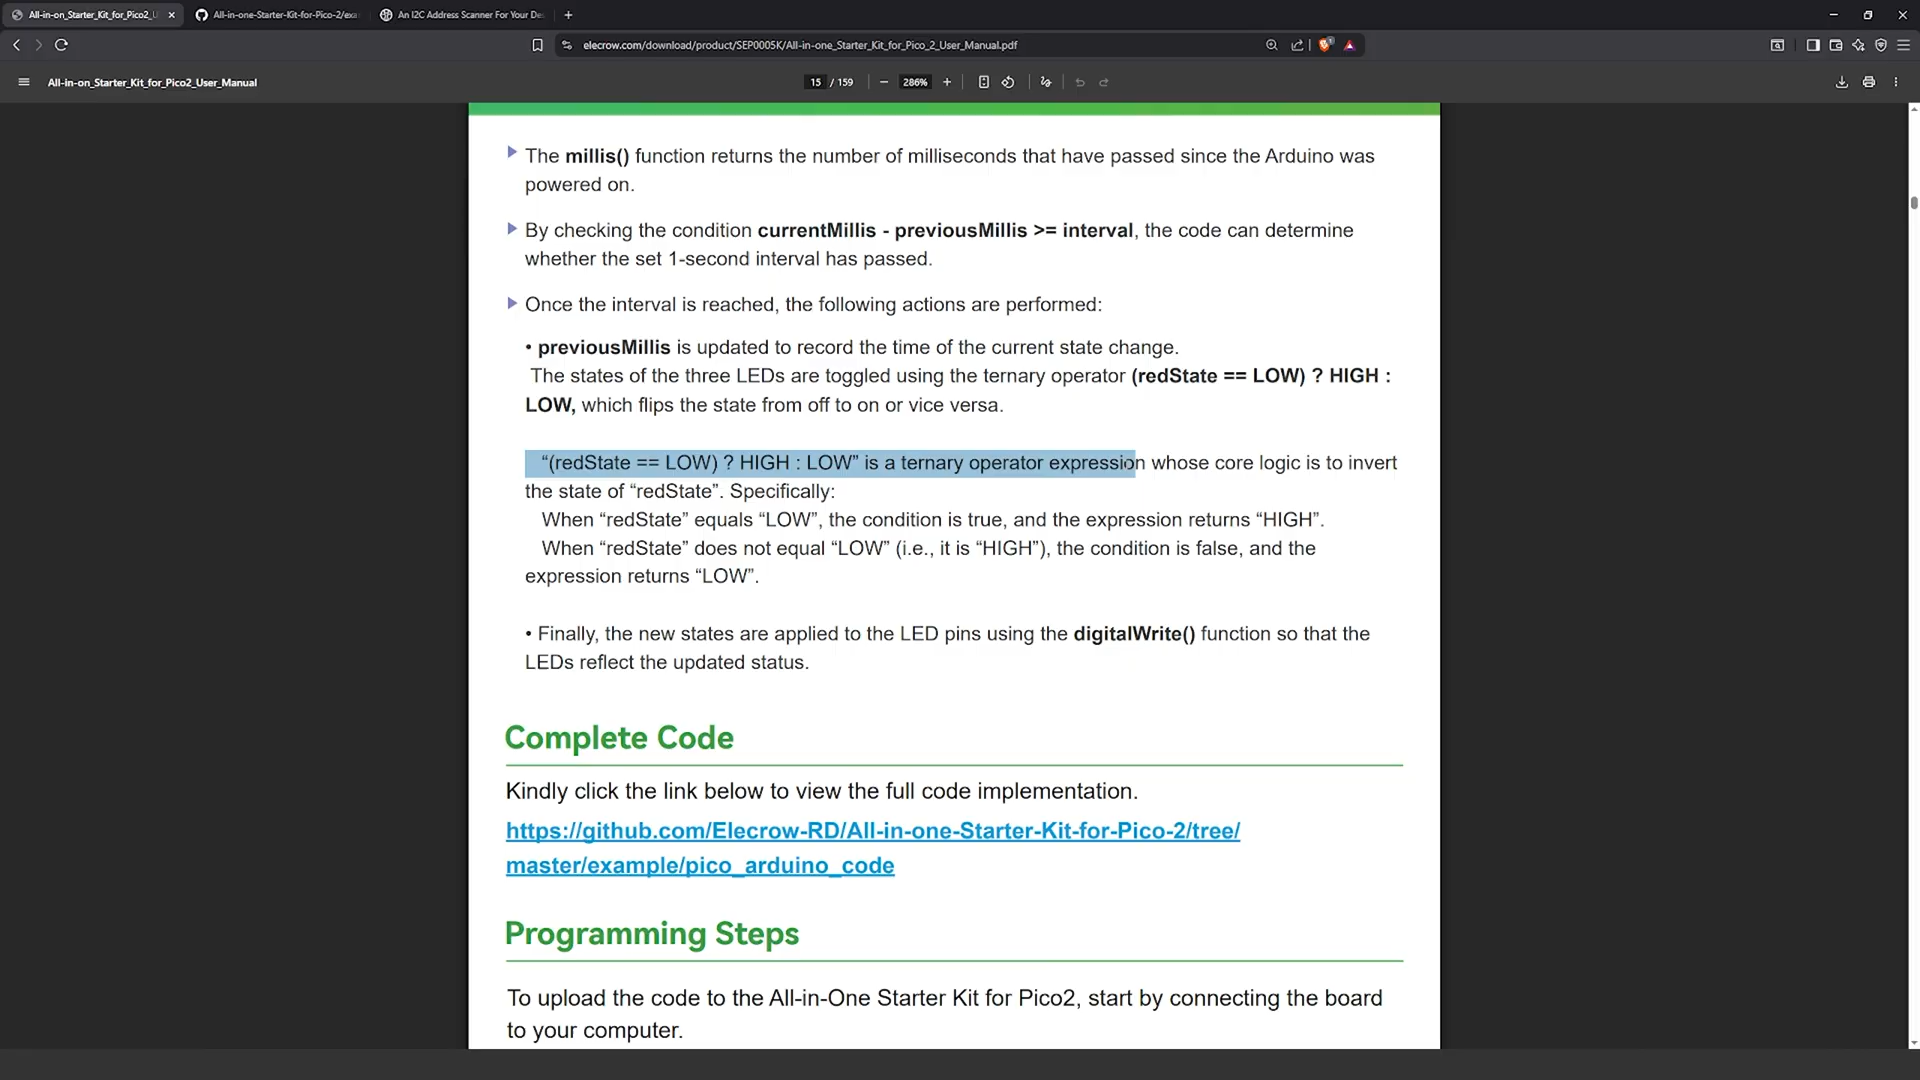 All-in-on_Starter_Kit_for_Pico2_U
All-in-one-Starter-Kit-for-Pico-2/exa
An I2C Address Scanner For Your De
elecrow.com/download/product/SEP0005K/All-in-one_Starter_Kit_for_Pico_2_User_Manual.pdf
All-in-on_Starter_Kit_for_Pico2_User_Manual
15 / 159
286%
The millis() function returns the number of milliseconds that have passed since the Arduino was
powered on.
By checking the condition currentMillis - previousMillis >= interval, the code can determine
whether the set 1-second interval has passed.
Once the interval is reached, the following actions are performed:
• previousMillis is updated to record the time of the current state change.
The states of the three LEDs are toggled using the ternary operator (redState == LOW) ? HIGH :
LOW, which flips the state from off to on or vice versa.
“(redState == LOW) ? HIGH : LOW” is a ternary operator expression whose core logic is to invert
the state of “redState”. Specifically:
When “redState” equals “LOW”, the condition is true, and the expression returns “HIGH”.
When “redState” does not equal “LOW” (i.e., it is “HIGH”), the condition is false, and the
expression returns “LOW”.
• Finally, the new states are applied to the LED pins using the digitalWrite() function so that the
LEDs reflect the updated status.
Complete Code
Kindly click the link below to view the full code implementation.
https://github.com/Elecrow-RD/All-in-one-Starter-Kit-for-Pico-2/tree/
master/example/pico_arduino_code
Programming Steps
To upload the code to the All-in-One Starter Kit for Pico2, start by connecting the board
to your computer.